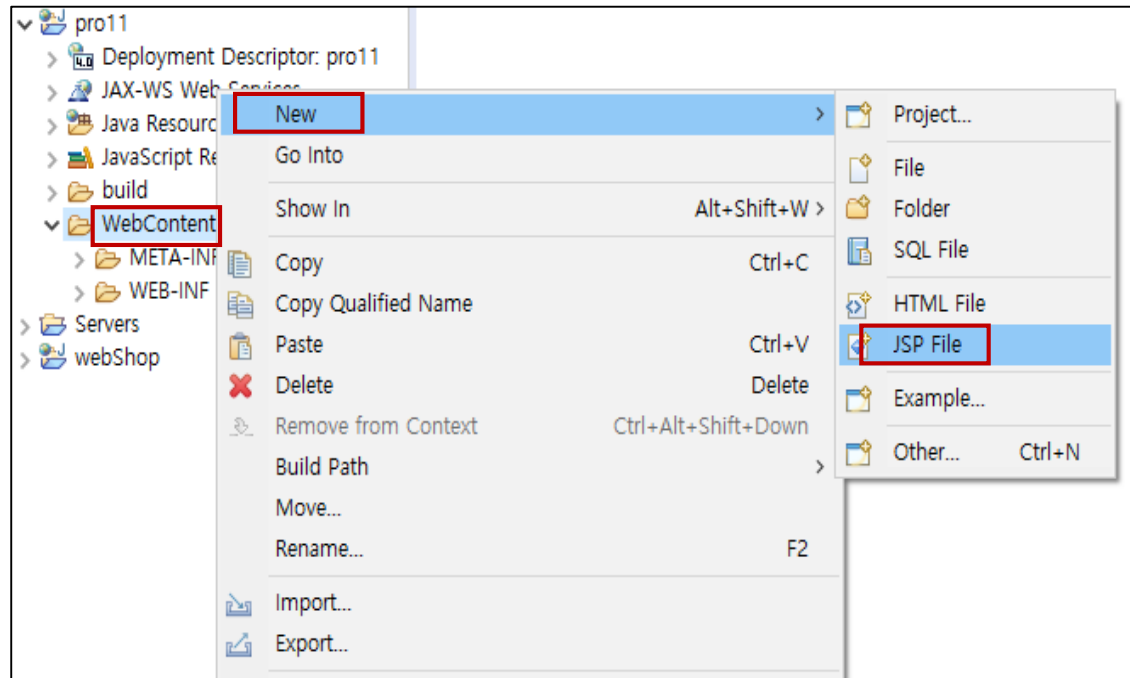 pro11
4.0 Deployment Descriptor: pro11
JAX-WS Web Services
Java Resourc
JavaScript Re
build
WebContent
META-INF
WEB-INF
Servers
webShop
New
Go Into
Show In Alt+Shift+W >
Copy Ctrl+C
Copy Qualified Name
Paste Ctrl+V
Delete Delete
Remove from Context Ctrl+Alt+Shift+Down
Build Path
Move...
Rename... F2
Import...
Export...
Project...
File
Folder
SQL File
HTML File
JSP File
Example...
Other... Ctrl+N